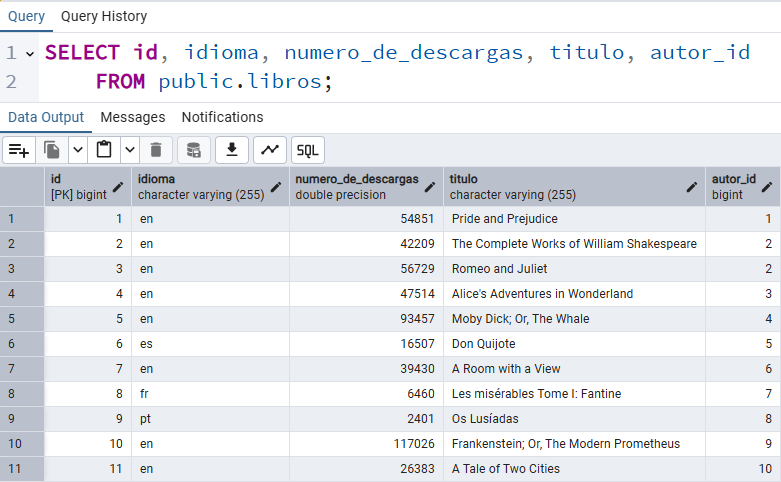 Query Query History
1 SELECT id, idioma, numero_de_descargas, titulo, autor_id
2 FROM public.libros;
Data Output Messages Notifications
SQL
id idioma numero_de_descargas titulo autor_id
[PK] bigint character varying (255) double precision character varying (255) bigint
1 1 en 54851 Pride and Prejudice 1
2 2 en 42209 The Complete Works of William Shakespeare 2
3 3 en 56729 Romeo and Juliet 2
4 4 en 47514 Alice's Adventures in Wonderland 3
5 5 en 93457 Moby Dick; Or, The Whale 4
6 6 es 16507 Don Quijote 5
7 7 en 39430 A Room with a View 6
8 8 fr 6460 Les misérables Tome I: Fantine 7
9 9 pt 2401 Os Lusíadas 8
10 10 en 117026 Frankenstein; Or, The Modern Prometheus 9
11 11 en 26383 A Tale of Two Cities 10